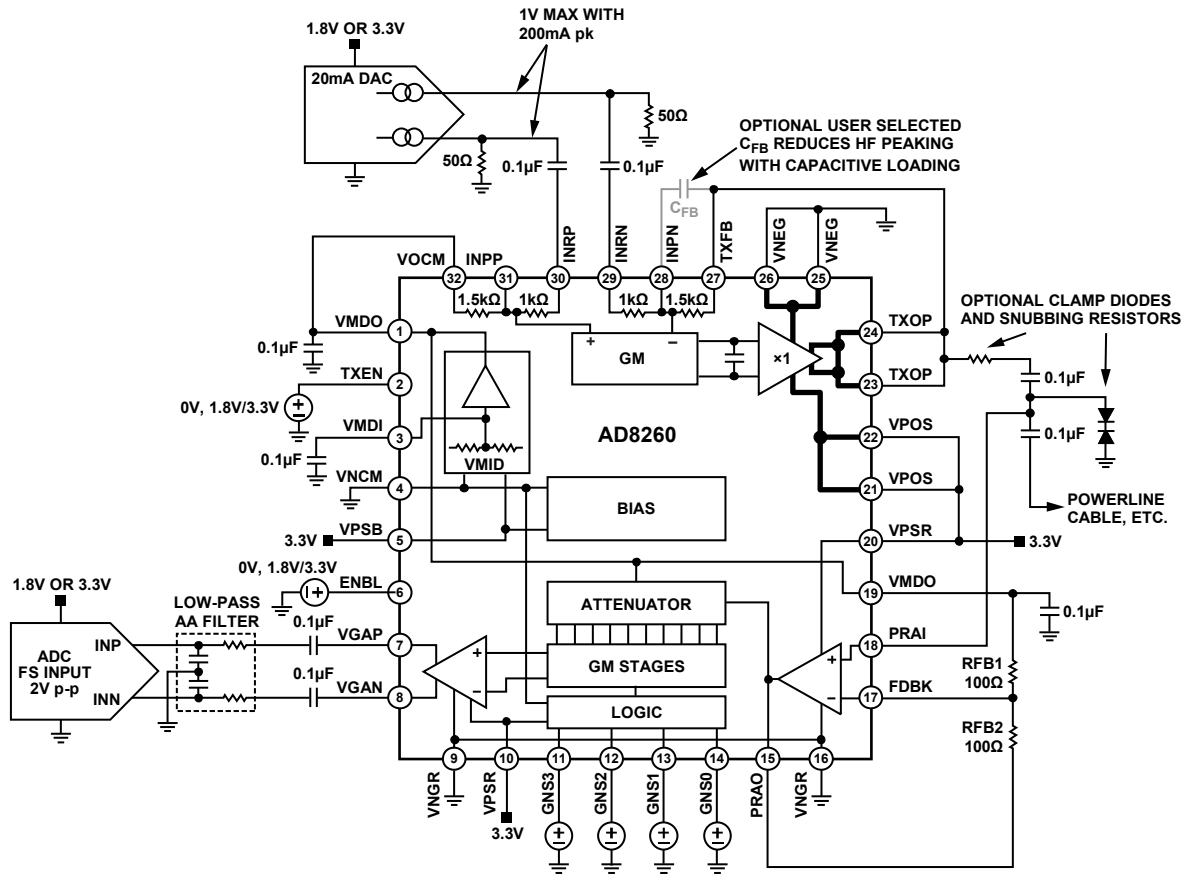 1V MAX WITH
200mA pk
1.8V OR 3.3V
20mA DAC
50Ω
50Ω
0.1µF
0.1µF
OPTIONAL USER SELECTED
CFB REDUCES HF PEAKING
WITH CAPACITIVE LOADING
CFB
INRP
INRN
INPN
TXFB
VNEG
VNEG
VOCM
INPP
32
31
30
29
28
27
26
25
1.5kΩ
1kΩ
1kΩ
1.5kΩ
OPTIONAL CLAMP DIODES
AND SNUBBING RESISTORS
VMDO
1
0.1µF
+
GM
–
×1
24
TXOP
23
TXOP
0.1µF
0.1µF
TXEN
2
0V, 1.8V/3.3V
+
–
VMDI
3
0.1µF
VMID
AD8260
22
VPOS
21
VPOS
POWERLINE
CABLE, ETC.
VNCM
4
BIAS
VPSB
5
3.3V
20
VPSR
3.3V
0V, 1.8V/3.3V
ENBL
6
+
–
19
VMDO
0.1µF
1.8V OR 3.3V
LOW-PASS
AA FILTER
ADC
FS INPUT
2V p-p
INP
INN
0.1µF
0.1µF
VGAP
7
VGAN
8
+
–
ATTENUATOR
GM STAGES
LOGIC
+
–
18
PRAI
17
FDBK
RFB1
100Ω
RFB2
100Ω
9
10
11
12
13
14
15
16
VNGR
VPSR
GNS3
GNS2
GNS1
GNS0
PRAO
VNGR
3.3V
+
–
+
–
+
–
+
–